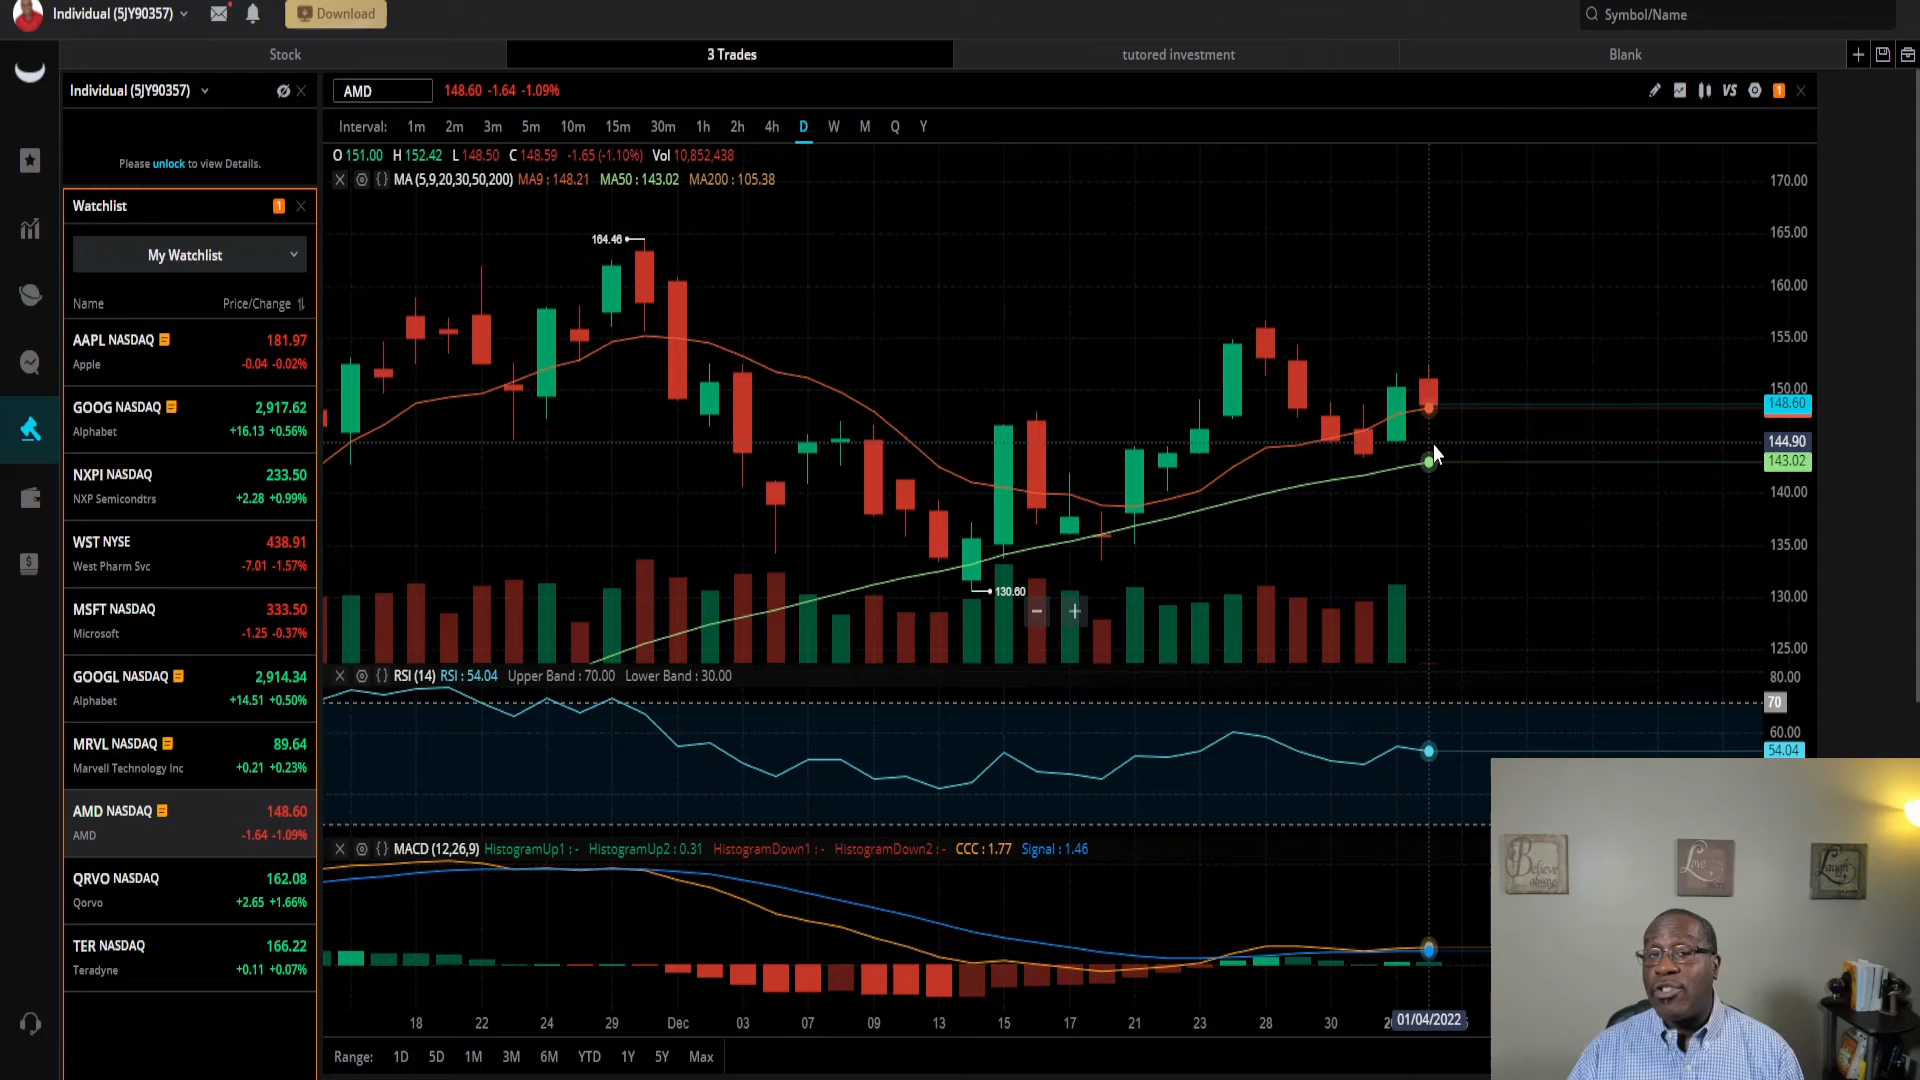 Individual (5JY90357)
Download
Symbol/Name
Stock
3 Trades
tutored investment
Blank
Individual (5JY90357)
Please unlock to view Details.
Watchlist
1
My Watchlist
Name
Price/Change
AAPL NASDAQ 181.97
Apple -0.04 -0.02%
GOOG NASDAQ 2,917.62
Alphabet +16.13 +0.56%
NXPI NASDAQ 233.50
NXP Semicondtrs +2.28 +0.99%
WST NYSE 438.91
West Pharm Svc -7.01 -1.57%
MSFT NASDAQ 333.50
Microsoft -1.25 -0.37%
GOOGL NASDAQ 2,914.34
Alphabet +14.51 +0.50%
MRVL NASDAQ 89.64
Marvell Technology Inc +0.21 +0.23%
AMD NASDAQ 148.60
AMD -1.64 -1.09%
QRVO NASDAQ 162.08
Qorvo +2.65 +1.66%
TER NASDAQ 166.22
Teradyne +0.11 +0.07%
AMD 148.60 -1.64 -1.09%
VS
1
Interval: 1m 2m 3m 5m 10m 15m 30m 1h 2h 4h D W M Q Y
O 151.00 H 152.42 L 148.50 C 148.59 -1.65 (-1.10%) Vol 10,852,438
MA (5,9,20,30,50,200) MA9 : 148.21 MA50 : 143.02 MA200 : 105.38
164.46
130.60
170.00
165.00
160.00
155.00
150.00
148.60
144.90
143.02
140.00
135.00
130.00
125.00
RSI (14) RSI : 54.04 Upper Band : 70.00 Lower Band : 30.00
80.00
70
60.00
54.04
MACD (12,26,9) HistogramUp1 : - HistogramUp2 : 0.31 HistogramDown1 : - HistogramDown2 : - CCC : 1.77 Signal : 1.46
18 22 24 29 Dec 03 07 09 13 15 17 21 23 28 30 01/04/2022
Range: 1D 5D 1M 3M 6M YTD 1Y 5Y Max
Believe
always
Love
Laugh